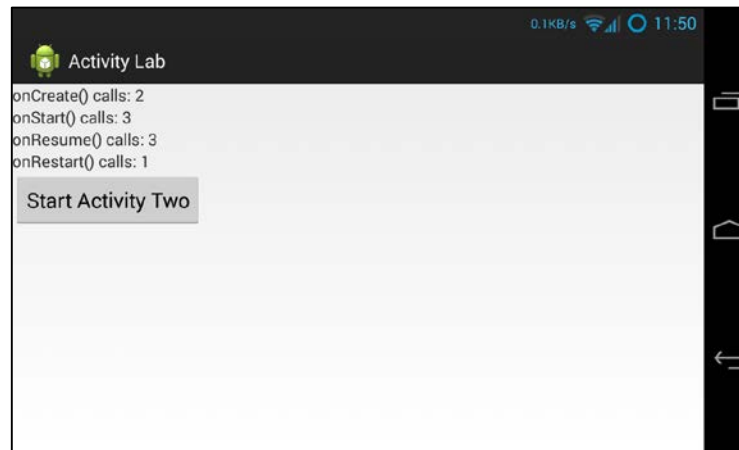 0.1KB/s 11:50
Activity Lab
onCreate() calls: 2
onStart() calls: 3
onResume() calls: 3
onRestart() calls: 1
Start Activity Two